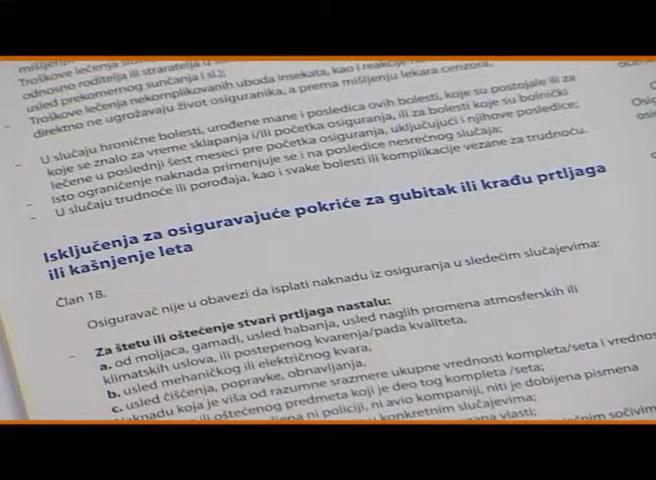 mišljenju
Troškove lečenja
odnosno roditelja ili straratelja u
usled prekomernog sunčanja i sl.);
- Troškove lečenja nekomplikovanih uboda insekata, kao i reakcije
direktno ne ugrožavaju život osiguranika, a prema mišljenju lekara cenzora.
- U slučaju hronične bolesti, urođene mane i posledica ovih bolesti, koje su postojale ili za
koje se znalo za vreme sklapanja i/ili početka osiguranja, ili za bolesti koje su bolnički
lečene u poslednji šest meseci pre početka osiguranja, uključujući i njihove posledice;
- Isto ograničenje naknada primenjuje se i na posledice nesrećnog slučaja;
- U slučaju trudnoće ili porođaja, kao i svake bolesti ili komplikacije vezane za trudnoću.
Isključenja za osiguravajuće pokriće za gubitak ili krađu prtljaga
ili kašnjenje leta
Član 18.
Osiguravač nije u obavezi da isplati naknadu iz osiguranja u sledećim slučajevima:
- Za štetu ili oštećenje stvari prtljaga nastalu:
a. od moljaca, gamadi, usled habanja, usled naglih promena atmosferskih ili
klimatskih uslova, ili postepenog kvarenja/pada kvaliteta,
b. usled mehaničkog ili električnog kvara,
c. usled čišćenja, popravke, obnavljanja,
Naknadu koja je viša od razumne srazmere ukupne vrednosti kompleta/seta i vrednos
ili oštećenog predmeta koji je deo tog kompleta /seta;
ni policiji, ni avio kompaniji, niti je dobijena pismena
u konkretnim slučajevima;
vlasti;
sočivim